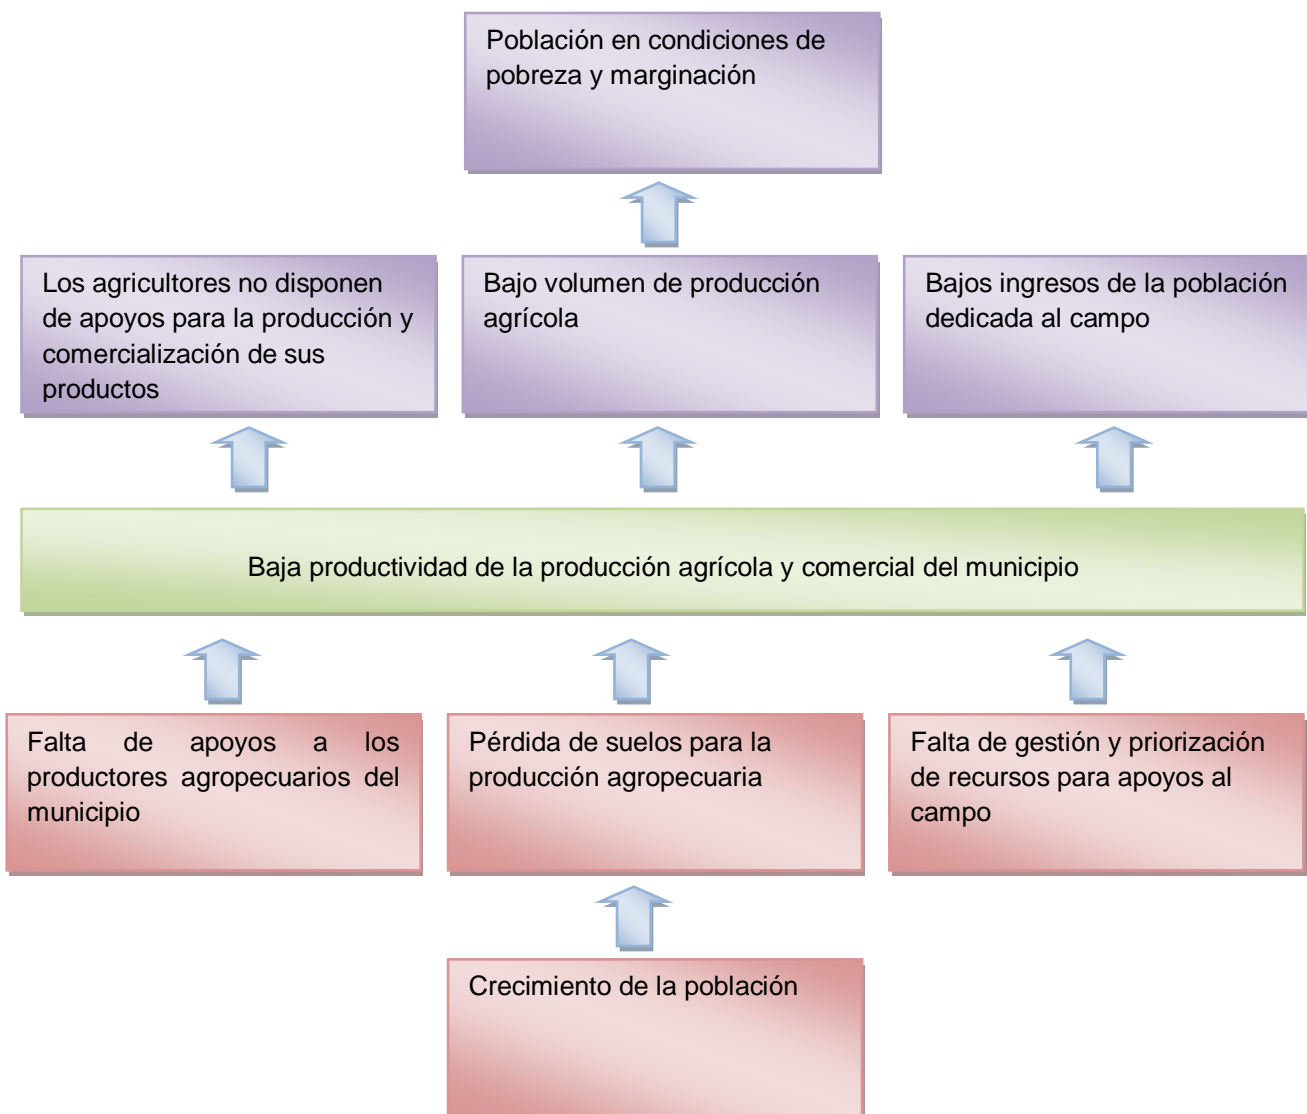 Población en condiciones de
pobreza y marginación
Los agricultores no disponen
de apoyos para la producción y
comercialización de sus
productos
Bajo volumen de producción
agrícola
Bajos ingresos de la población
dedicada al campo
Baja productividad de la producción agrícola y comercial del municipio
Falta de apoyos a los
productores agropecuarios del
municipio
Pérdida de suelos para la
producción agropecuaria
Falta de gestión y priorización
de recursos para apoyos al
campo
Crecimiento de la población